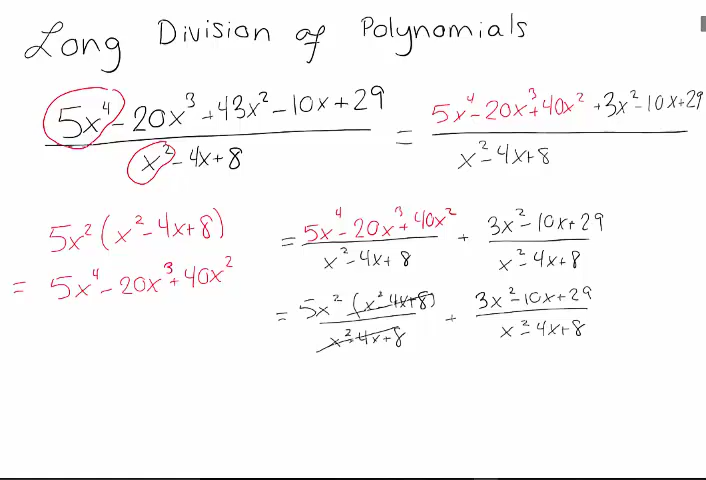 Long Division of Polynomials
5x⁴ - 20x³ + 43x² - 10x + 29 / x² - 4x + 8 = 5x⁴ - 20x³ + 40x² + 3x² - 10x + 29 / x² - 4x + 8
5x² (x² - 4x + 8)
= 5x⁴ - 20x³ + 40x²
= 5x⁴ - 20x³ + 40x² / x² - 4x + 8 + 3x² - 10x + 29 / x² - 4x + 8
= 5x² (x² 4x + 8) / x² - 4x + 8 + 3x² - 10x + 29 / x² - 4x + 8